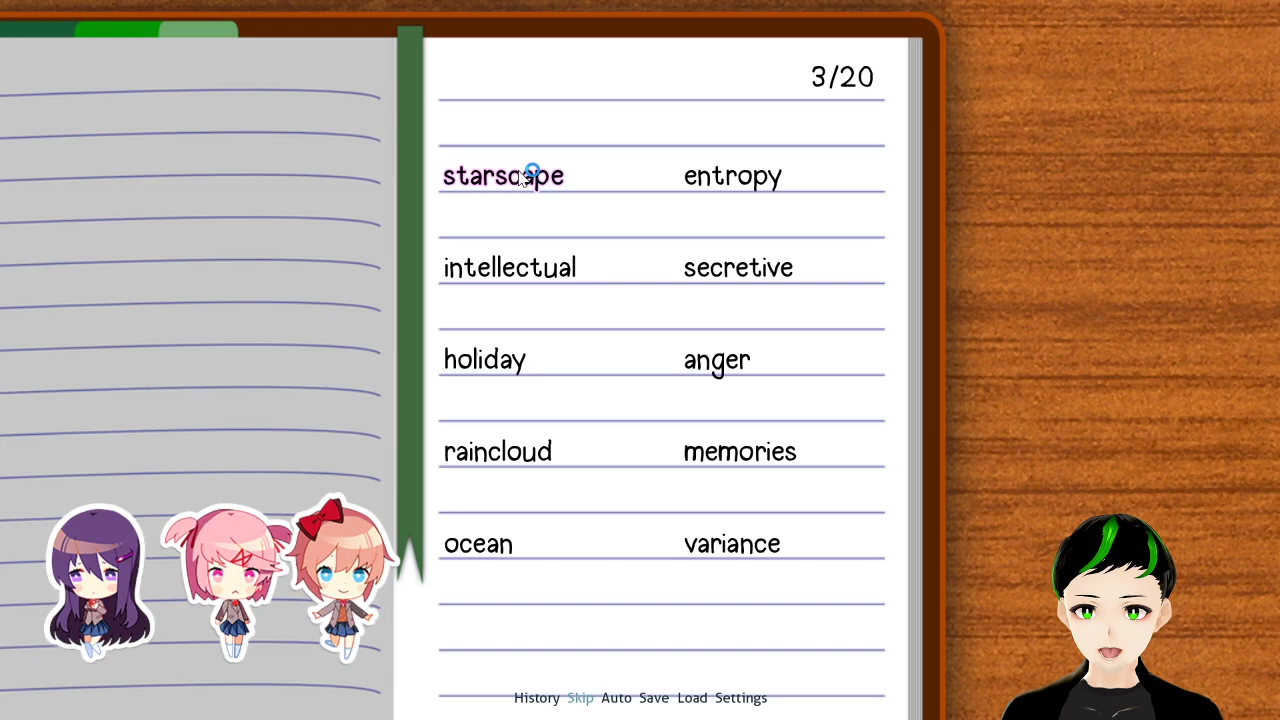 3/20
starscape entropy
intellectual secretive
holiday anger
raincloud memories
ocean variance
History Skip Auto Save Load Settings